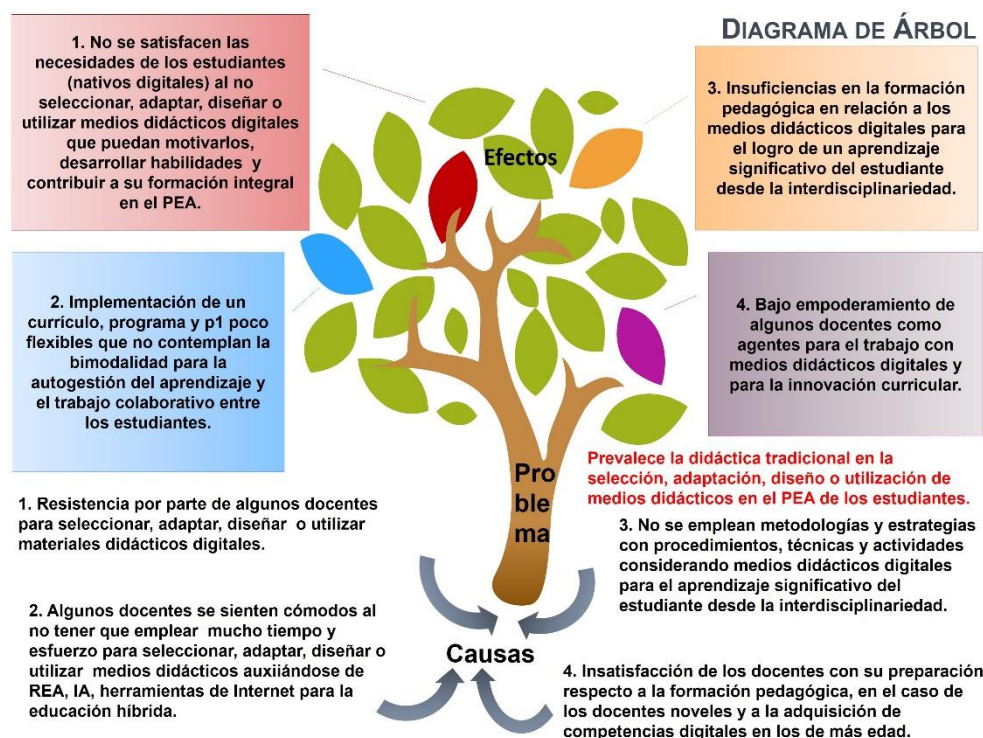 DIAGRAMA DE ÁRBOL
1. No se satisfacen las
necesidades de los estudiantes
(nativos digitales) al no
seleccionar, adaptar, diseñar o
utilizar medios didácticos digitales
que puedan motivarlos,
desarrollar habilidades y
contribuir a su formación integral
en el PEA.
3. Insuficiencias en la formación
pedagógica en relación a los
medios didácticos digitales para
el logro de un aprendizaje
significativo del estudiante
desde la interdisciplinariedad.
Efectos
2. Implementación de un
currículo, programa y p1 poco
flexibles que no contemplan la
bimodalidad para la
autogestión del aprendizaje y
el trabajo colaborativo entre
los estudiantes.
4. Bajo empoderamiento de
algunos docentes como
agentes para el trabajo con
medios didácticos digitales y
para la innovación curricular.
Pro
ble
ma
Prevalece la didáctica tradicional en la
selección, adaptación, diseño o utilización de
medios didácticos en el PEA de los estudiantes.
1. Resistencia por parte de algunos docentes
para seleccionar, adaptar, diseñar o utilizar
materiales didácticos digitales.
3. No se emplean metodologías y estrategias
con procedimientos, técnicas y actividades
considerando medios didácticos digitales
para el aprendizaje significativo del
estudiante desde la interdisciplinariedad.
2. Algunos docentes se sienten cómodos al
no tener que emplear mucho tiempo y
esfuerzo para seleccionar, adaptar, diseñar o
utilizar medios didácticos auxiiándose de
REA, IA, herramientas de Internet para la
educación híbrida.
Causas
4. Insatisfacción de los docentes con su preparación
respecto a la formación pedagógica, en el caso de
los docentes noveles y a la adquisición de
competencias digitales en los de más edad.